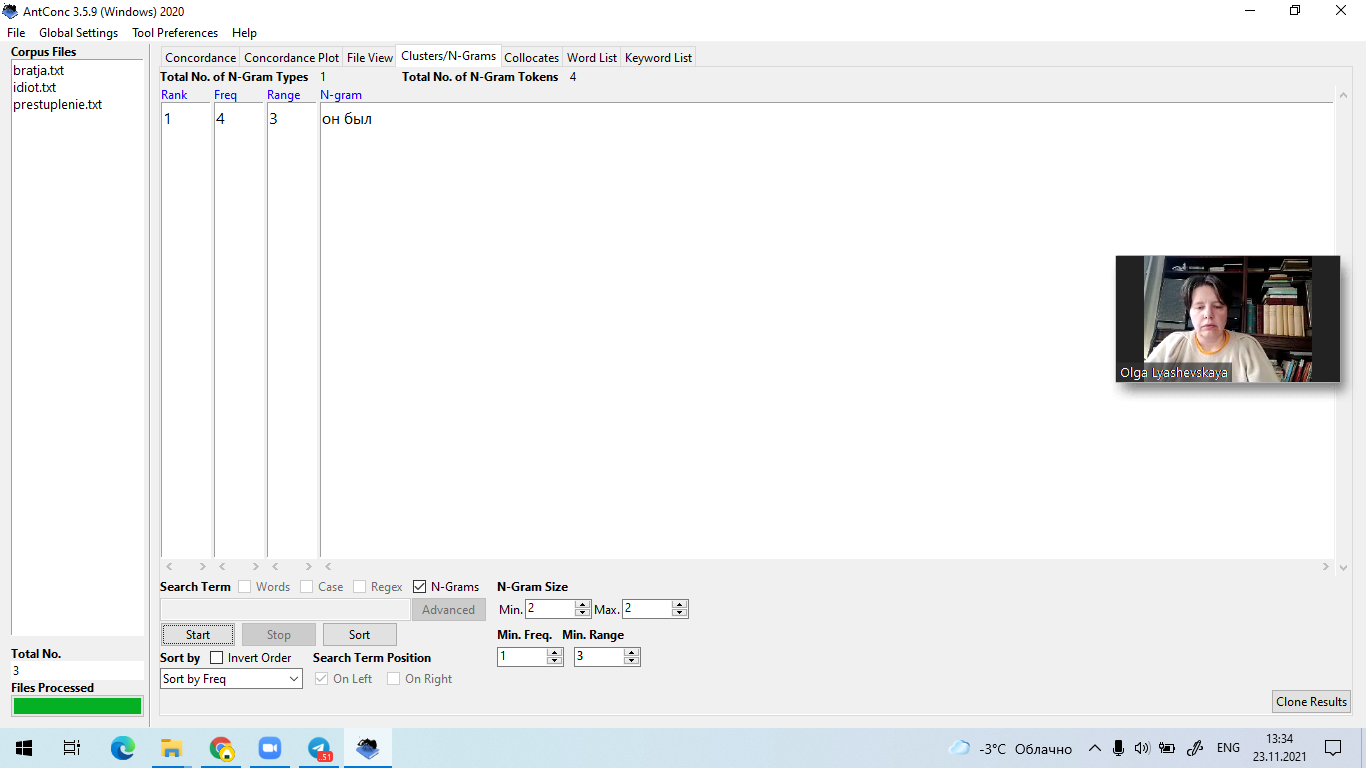 AntConc 3.5.9 (Windows) 2020
File Global Settings Tool Preferences Help
Corpus Files
bratja.txt
idiot.txt
prestuplenie.txt
Concordance Concordance Plot File View Clusters/N-Grams Collocates Word List Keyword List
Total No. of N-Gram Types 1 Total No. of N-Gram Tokens 4
Rank Freq Range N-gram
1 4 3 он был
Olga Lyashevskaya
Search Term Words Case Regex N-Grams N-Gram Size
Advanced Min. 2 Max. 2
Start Stop Sort Min. Freq. Min. Range
Sort by Invert Order Search Term Position 1 3
Sort by Freq On Left On Right
Total No.
3
Files Processed
Clone Results
51
-3°C Облачно ENG 13:34
23.11.2021